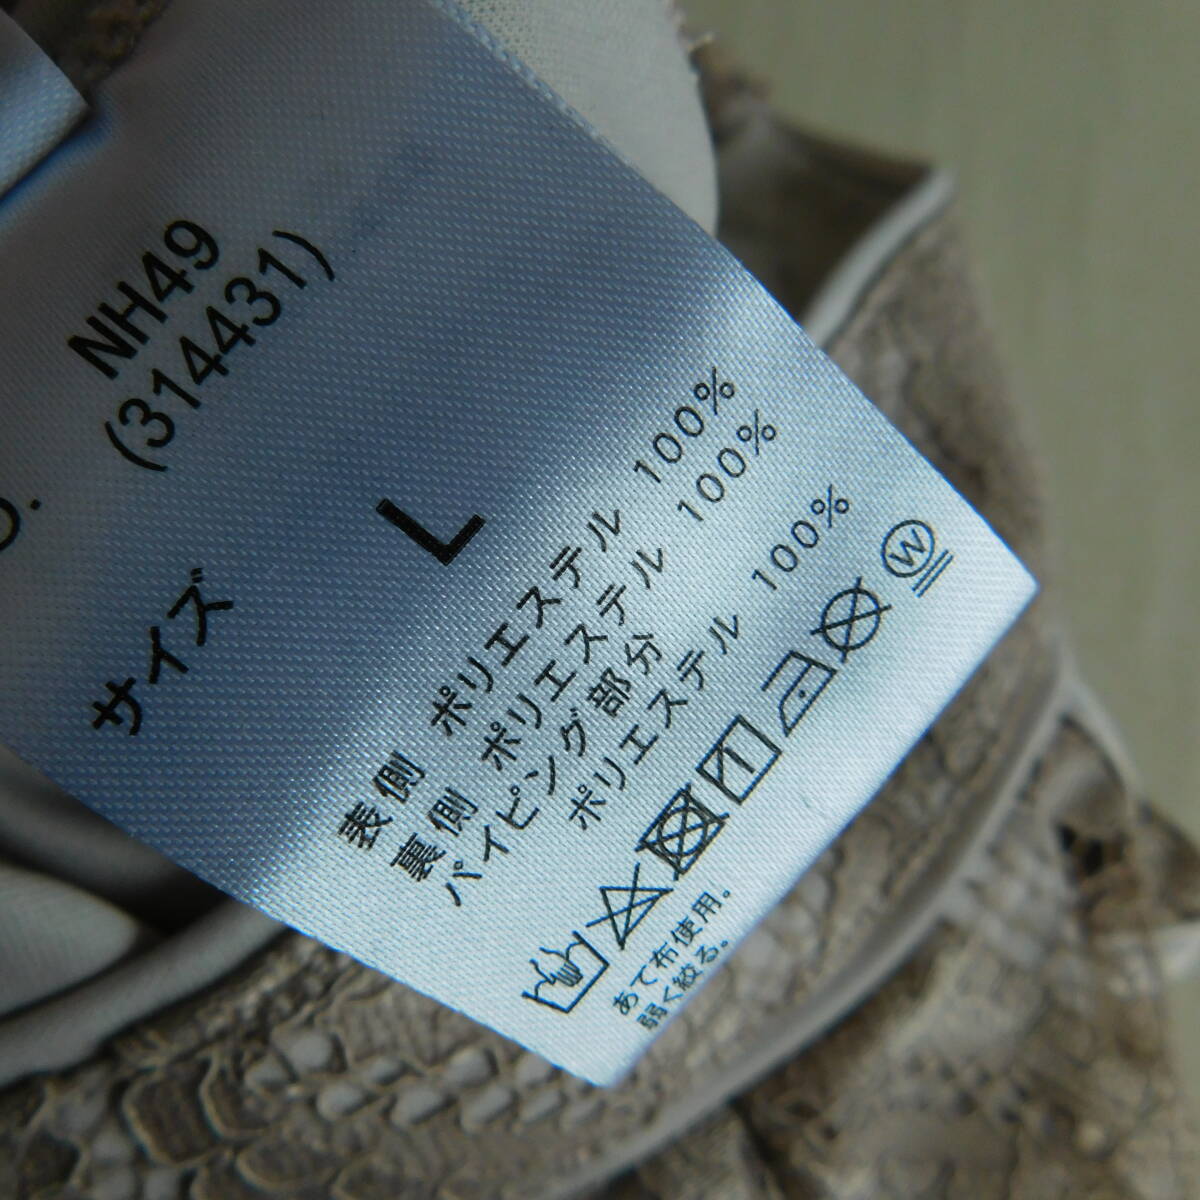 NH49
(314431)
サイズ
L
表側 ポリエステル 100%
裏側 ポリエステル 100%
パイピング部分
ポリエステル 100%
W
あて布使用。
弱く絞る。